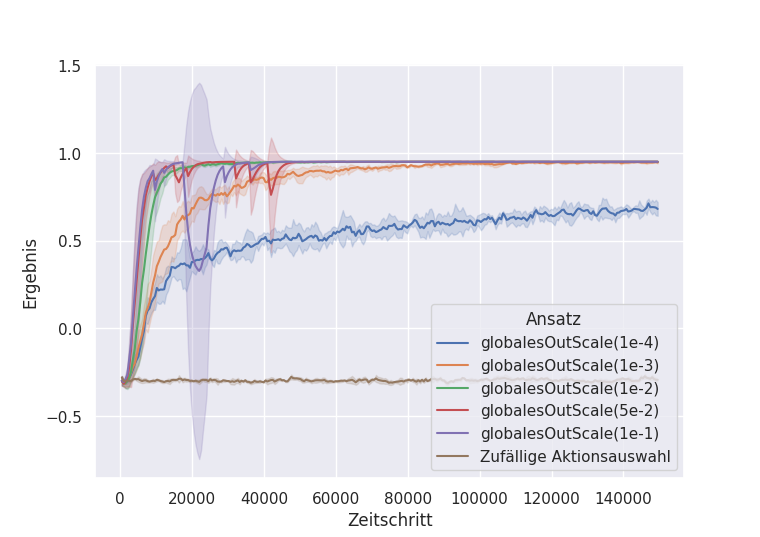 1.5
1.0
0.5
0.0
−0.5
Ergebnis
Ansatz
globalesOutScale(1e-4)
globalesOutScale(1e-3)
globalesOutScale(1e-2)
globalesOutScale(5e-2)
globalesOutScale(1e-1)
Zufällige Aktionsauswahl
0 20000 40000 60000 80000 100000 120000 140000
Zeitschritt